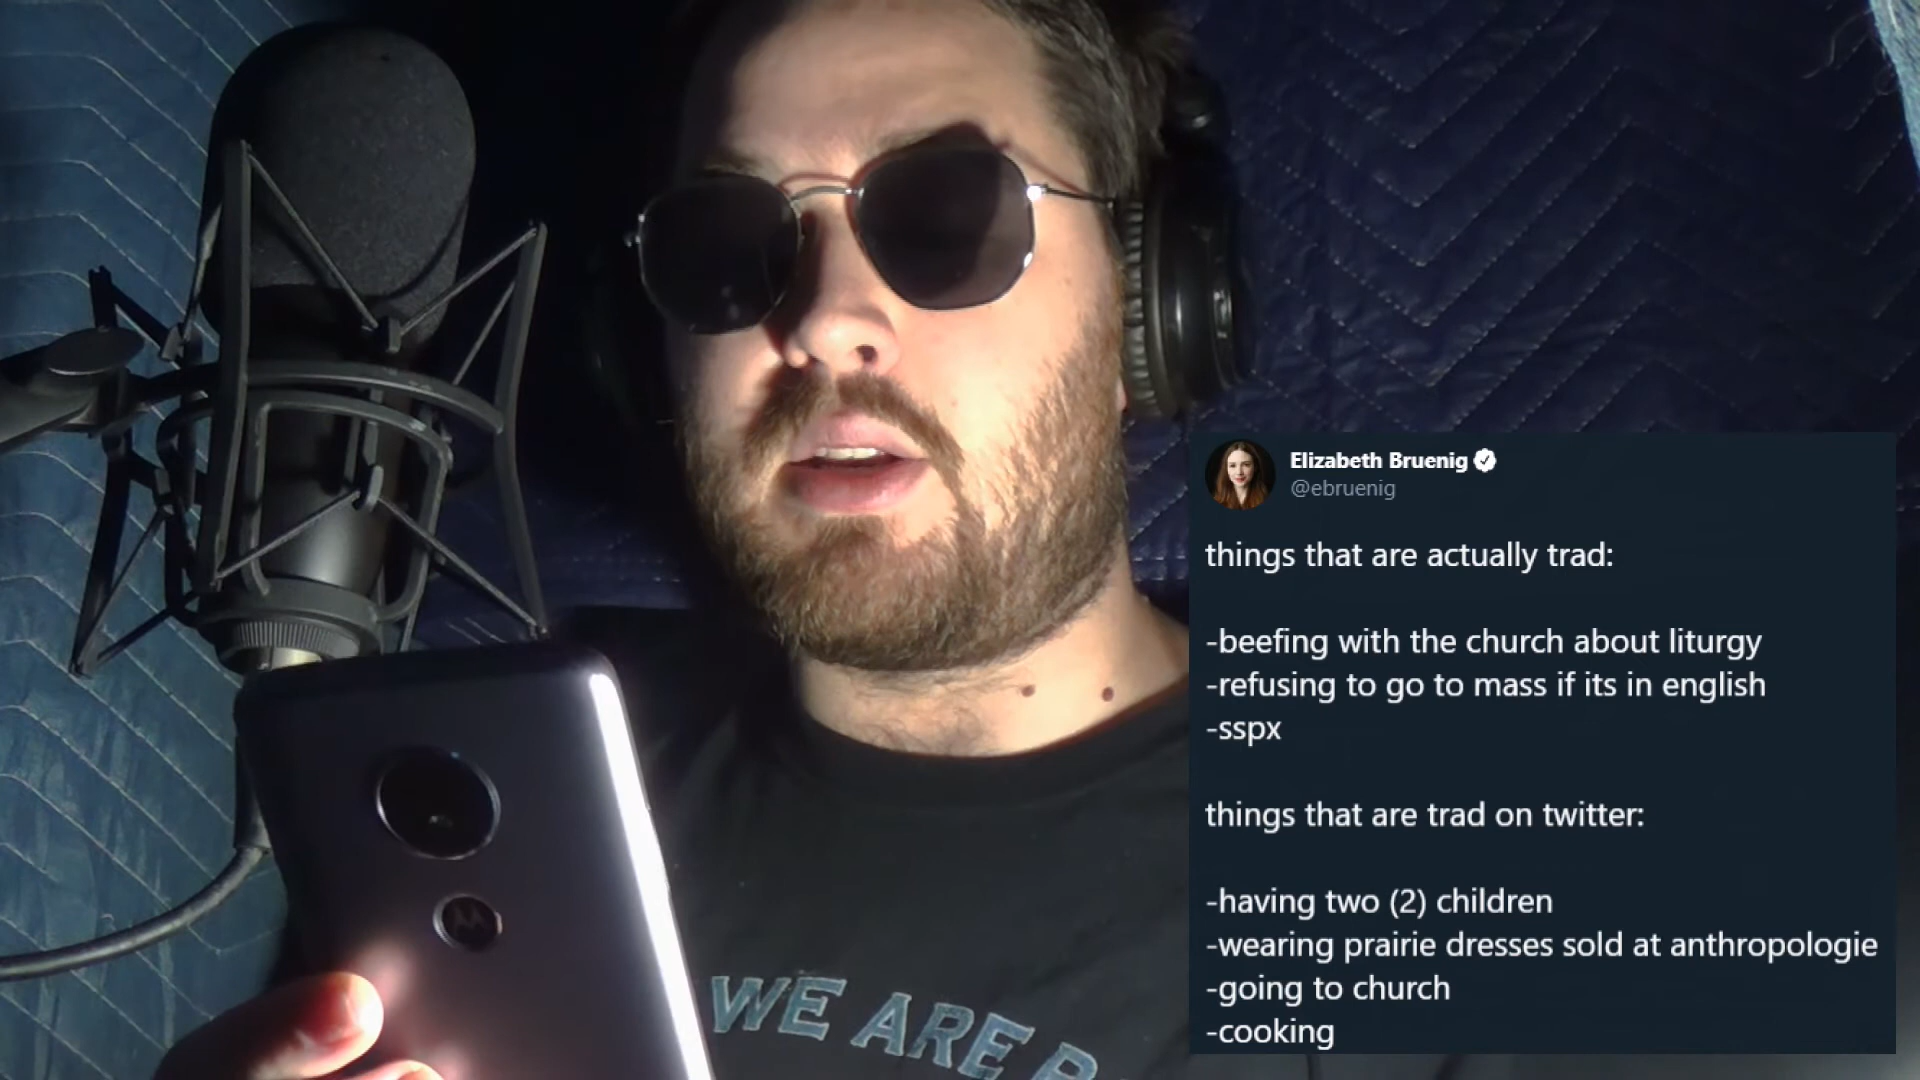 Elizabeth Bruenig
@ebruenig
things that are actually trad:
-beefing with the church about liturgy
-refusing to go to mass if its in english
-sspx
things that are trad on twitter:
-having two (2) children
-wearing prairie dresses sold at anthropologie
-going to church
-cooking
WE ARE